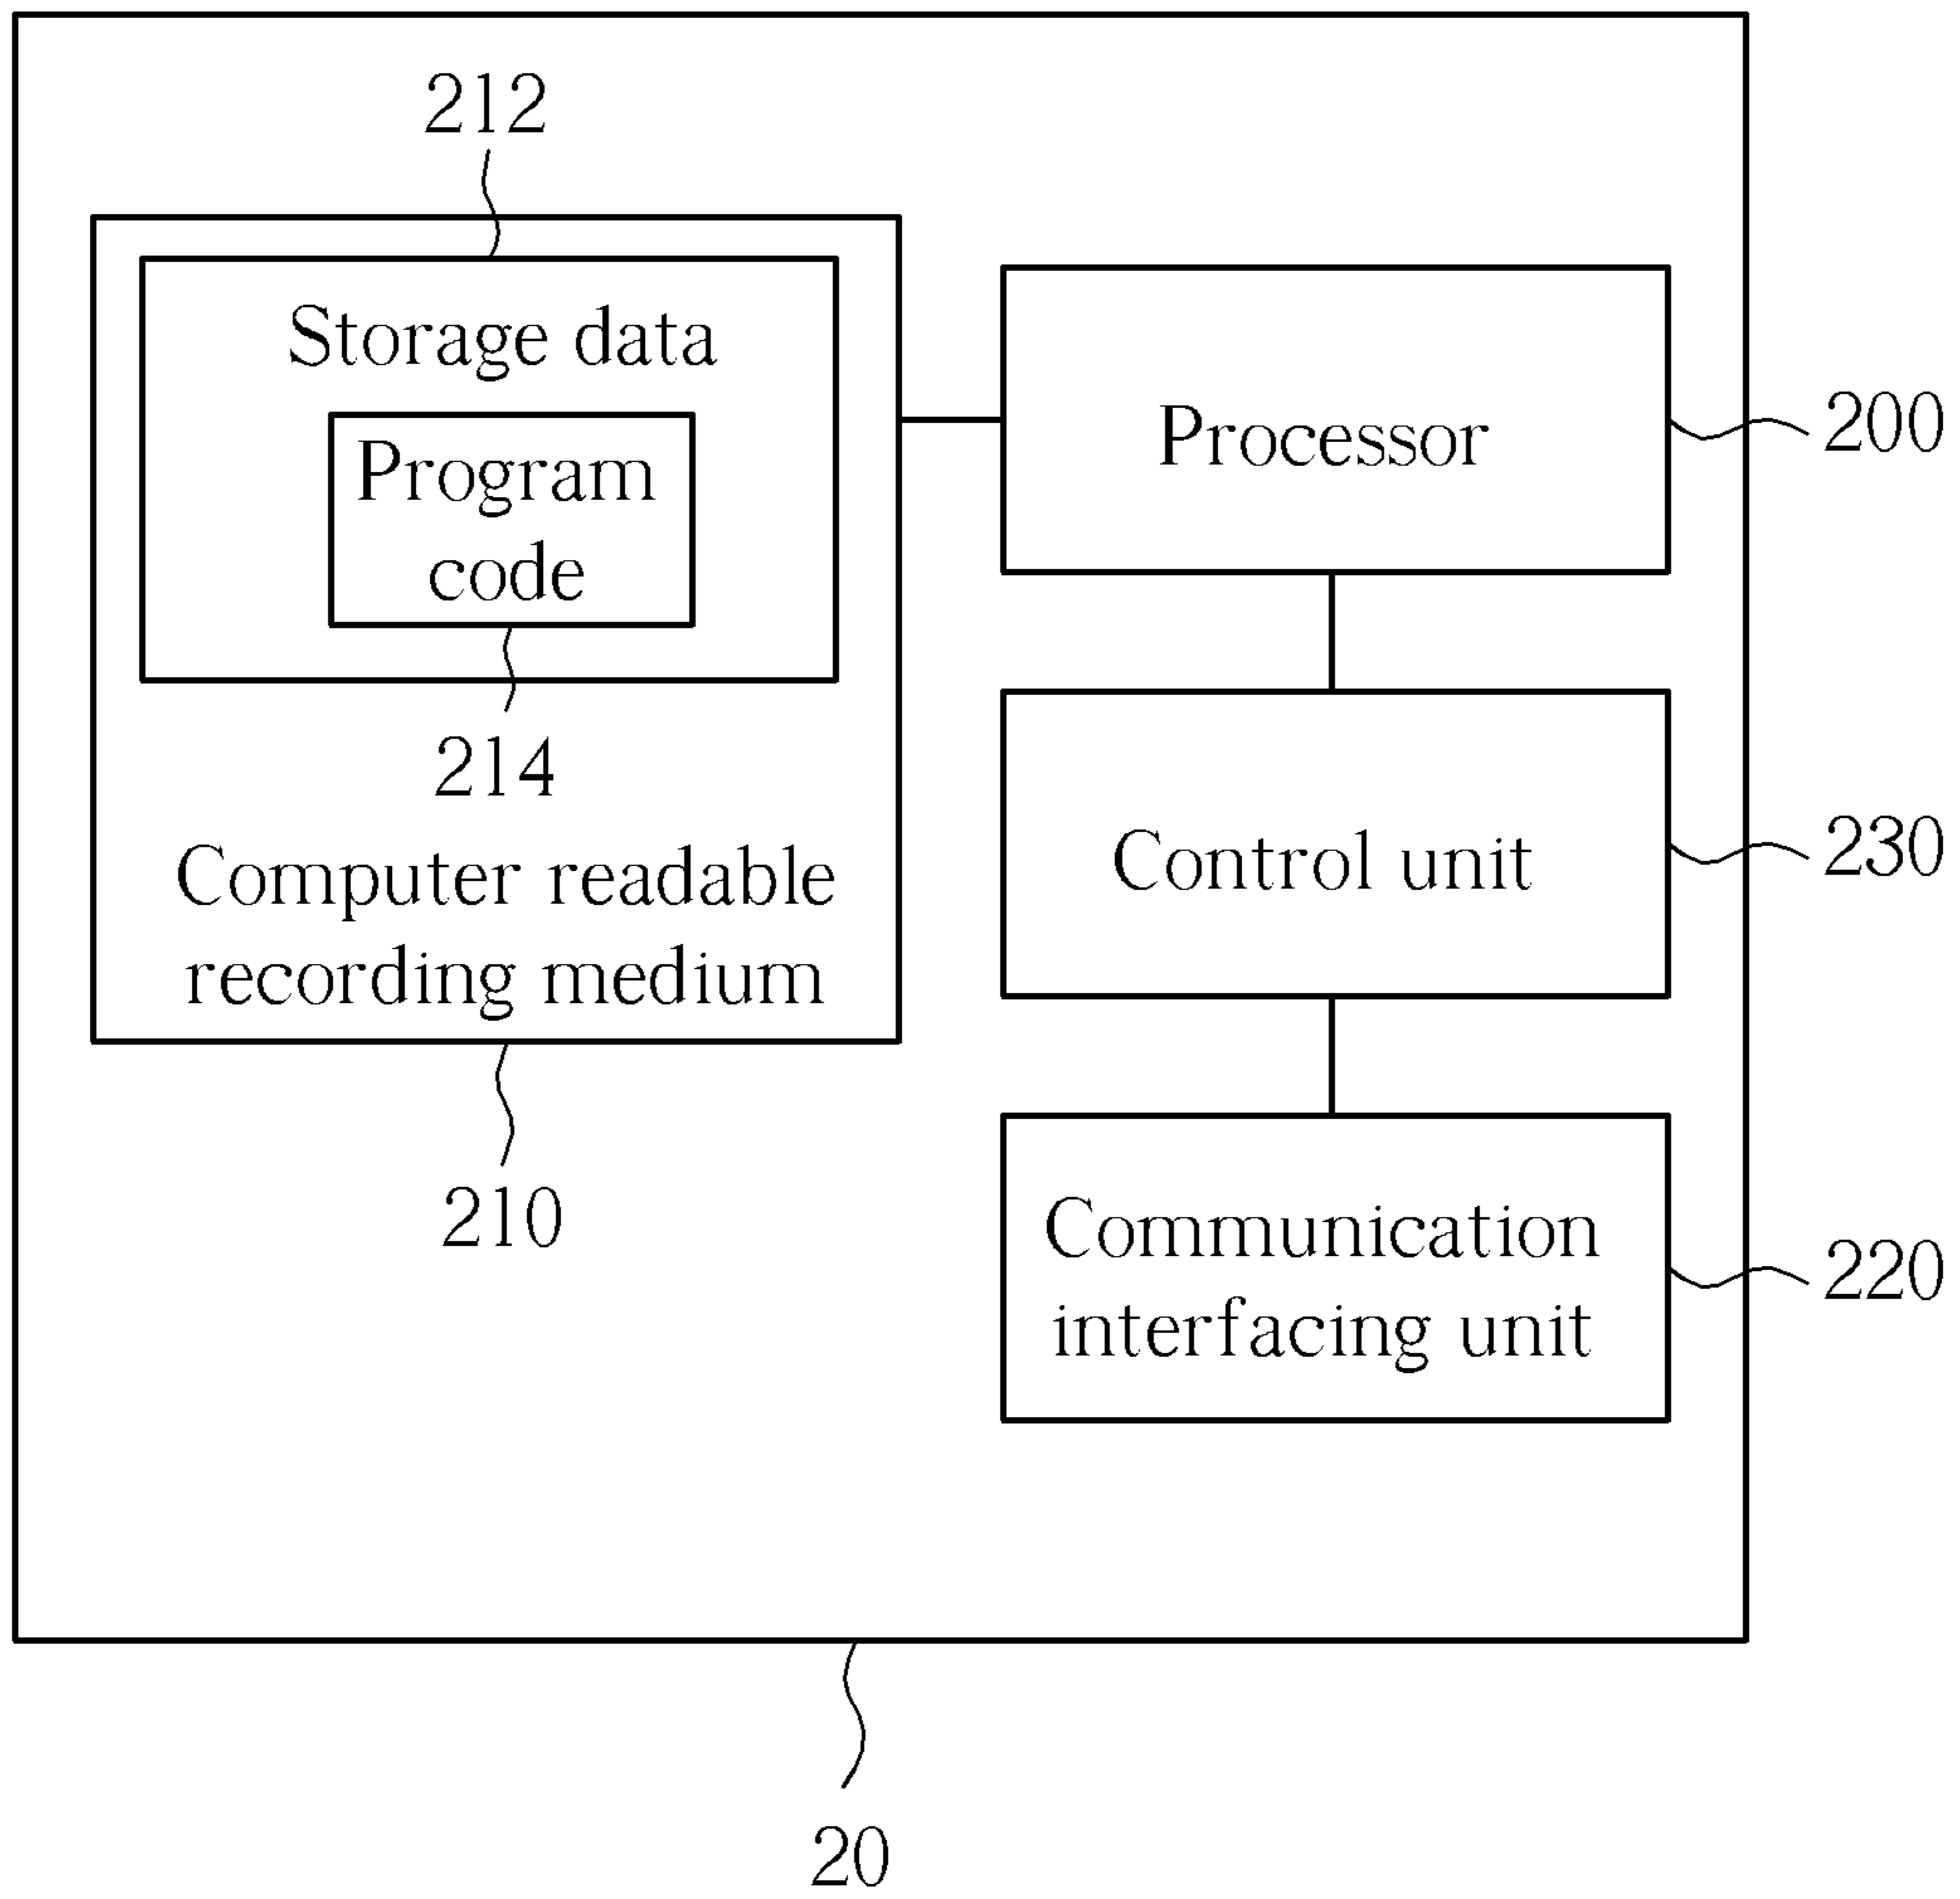 212
Storage data
Program
code
214
Computer readable
recording medium
210
Processor
200
Control unit
230
Communication
interfacing unit
220
20